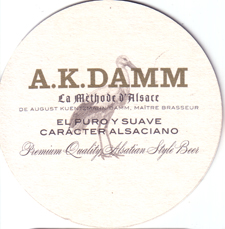 A.K.DAMM
La Méthode d'Alsace
DE AUGUST KUENTZMANN DAMM, MAÎTRE BRASSEUR
EL PURO Y SUAVE
CARÁCTER ALSACIANO
Premium Quality Alsatian Style Beer